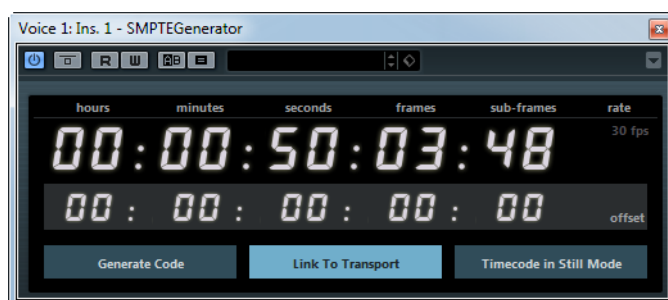 Voice 1: Ins. 1 - SMPTEGenerator
R W AB
hours minutes seconds frames sub-frames rate
00:00:50:03:48 30 fps
00: 00: 00: 00: 00 offset
Generate Code Link To Transport Timecode in Still Mode